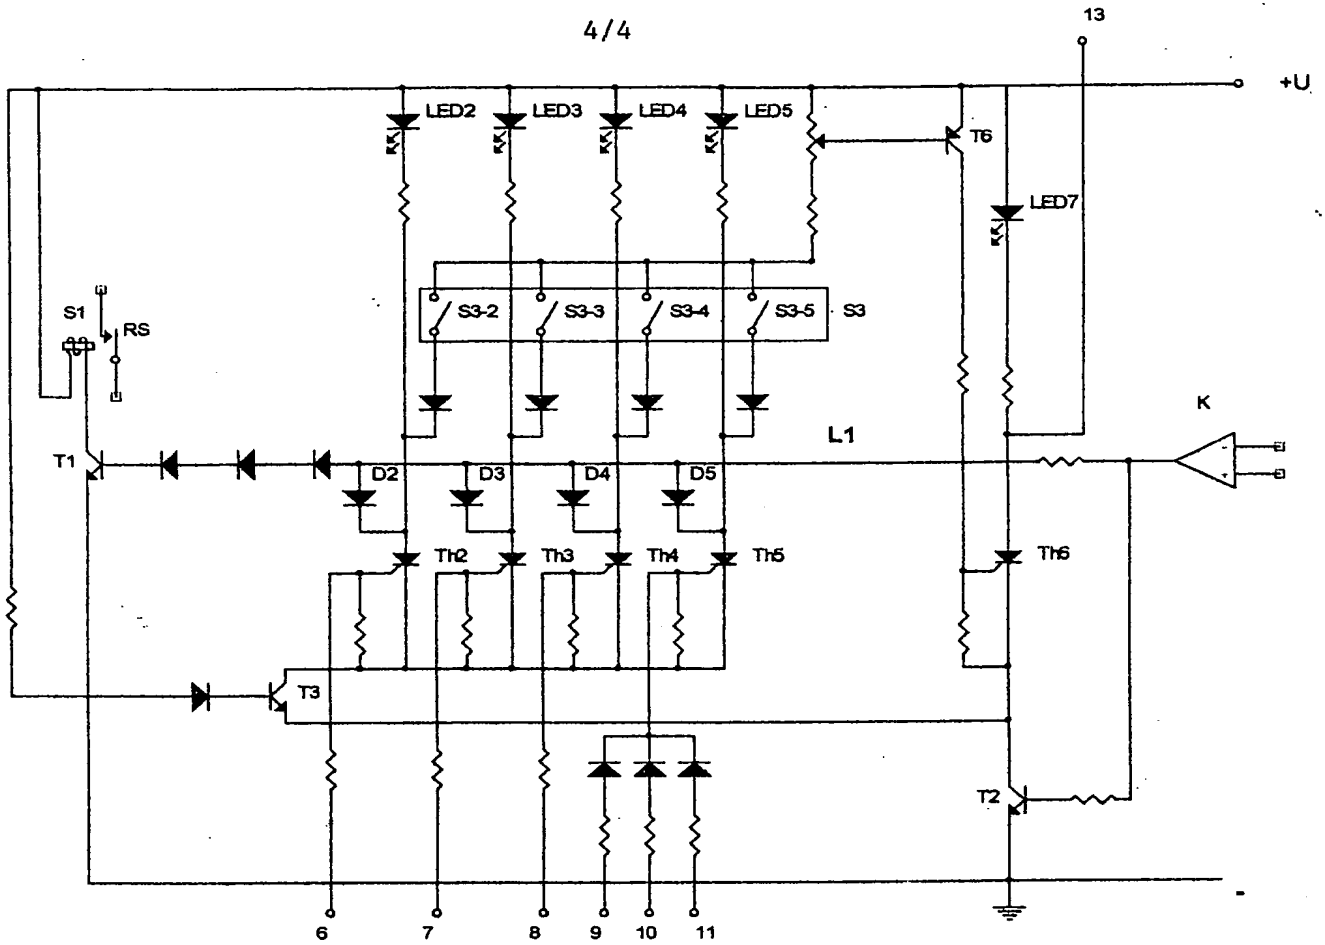 4/4
13
+U
LED2 LED3 LED4 LED5
T6
LED7
S1
RS
S3-2 S3-3 S3-4 S3-5 S3
K
L1
T1
D2 D3 D4 D5
-
+
Th2 Th3 Th4 Th5 Th6
T3
T2
-
6 7 8 9 10 11